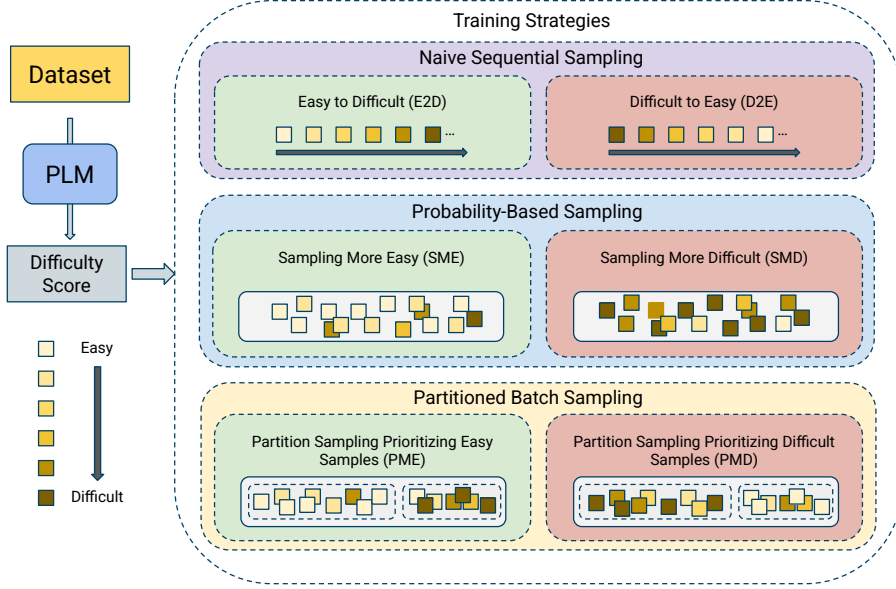 Training Strategies
Dataset
PLM
Difficulty
Score
Easy
Difficult
Naive Sequential Sampling
Easy to Difficult (E2D)
...
Difficult to Easy (D2E)
...
Probability-Based Sampling
Sampling More Easy (SME)
Sampling More Difficult (SMD)
Partitioned Batch Sampling
Partition Sampling Prioritizing Easy
Samples (PME)
Partition Sampling Prioritizing Difficult
Samples (PMD)